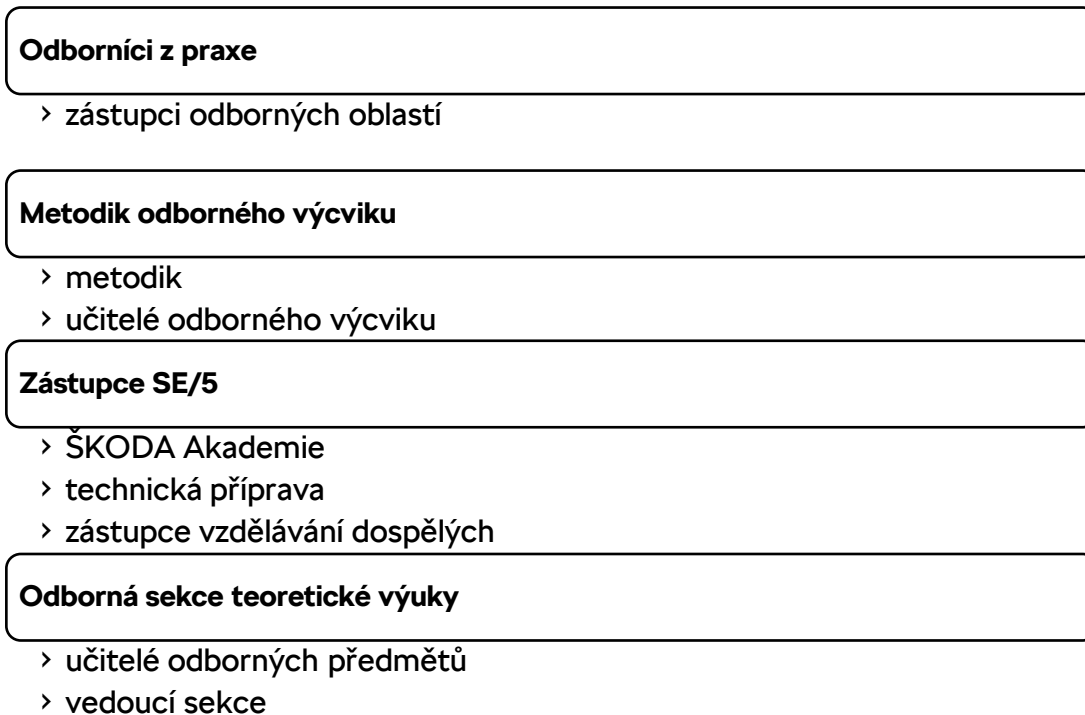 Odborníci z praxe
› zástupci odborných oblastí
Metodik odborného výcviku
› metodik
› učitelé odborného výcviku
Zástupce SE/5
› ŠKODA Akademie
› technická příprava
› zástupce vzdělávání dospělých
Odborná sekce teoretické výuky
› učitelé odborných předmětů
› vedoucí sekce